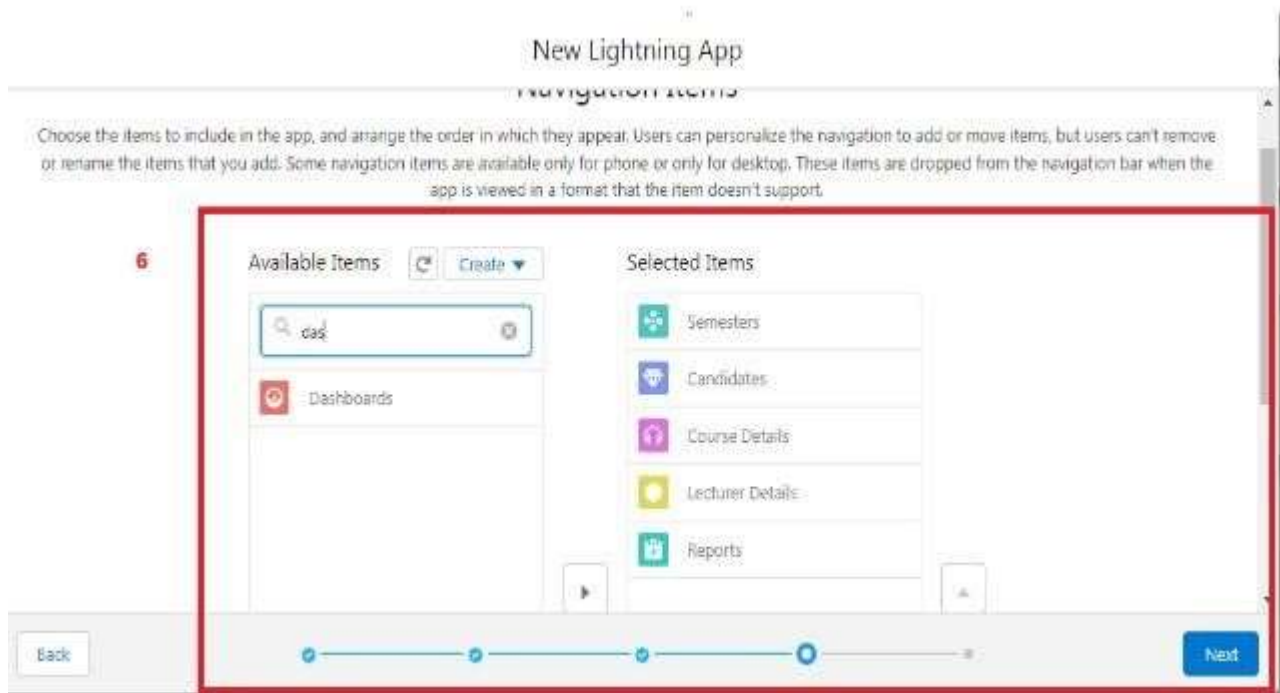 New Lightning App
Navigation Items
Choose the items to include in the app, and arrange the order in which they appear. Users can personalize the navigation to add or move items, but users can't remove
or rename the items that you add. Some navigation items are available only for phone or only for desktop. These items are dropped from the navigation bar when the
app is viewed in a format that the item doesn't support.
6
Available Items
Create
Selected Items
das
Dashboards
Semesters
Candidates
Course Details
Lecturer Details
Reports
Back
Next